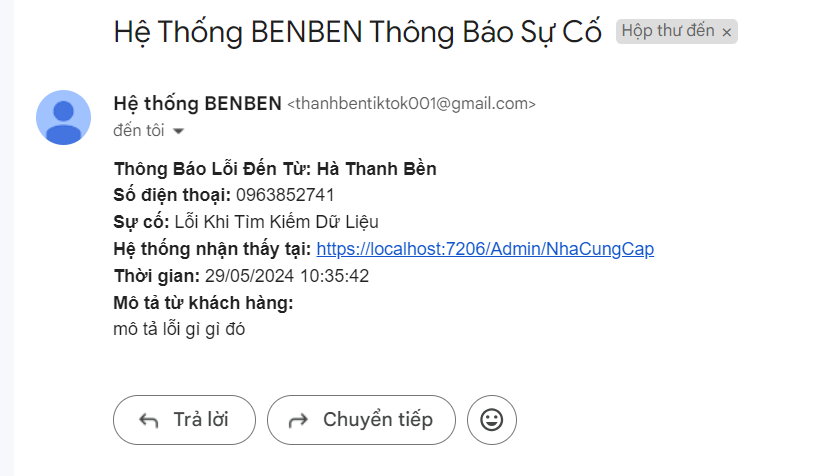 Hệ Thống BENBEN Thông Báo Sự Cố Hộp thư đến ×
Hệ thống BENBEN <thanhbentiktok001@gmail.com>
đến tôi
Thông Báo Lỗi Đến Từ: Hà Thanh Bền
Số điện thoại: 0963852741
Sự cố: Lỗi Khi Tìm Kiếm Dữ Liệu
Hệ thống nhận thấy tại: https://localhost:7206/Admin/NhaCungCap
Thời gian: 29/05/2024 10:35:42
Mô tả từ khách hàng:
mô tả lỗi gì gì đó
Trả lời Chuyển tiếp